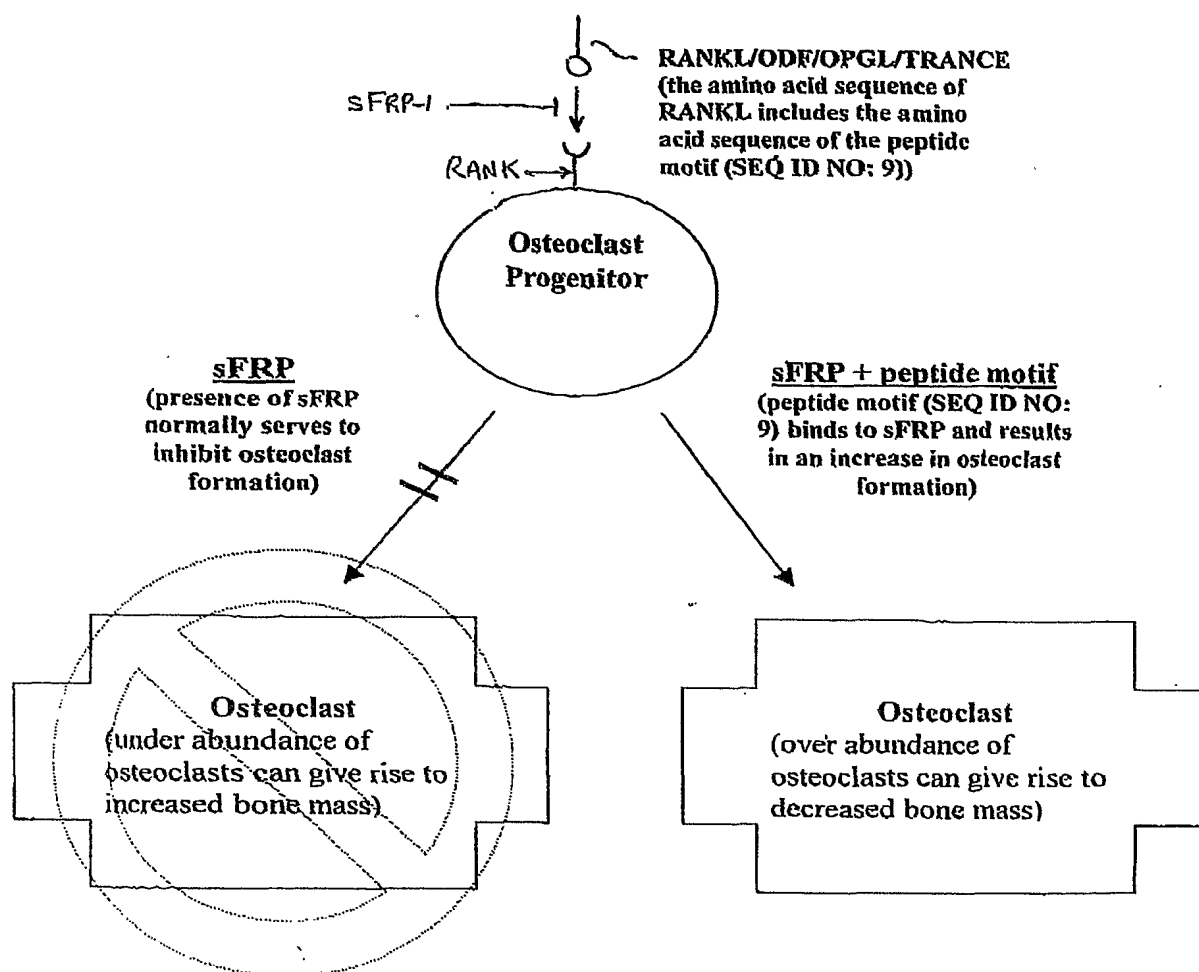 RANKL/ODF/OPGL/TRANCE
(the amino acid sequence of
RANKL includes the amino
acid sequence of the peptide
motif (SEQ ID NO: 9))
sFRP-1
RANK
Osteoclast
Progenitor
sFRP
(presence of sFRP
normally serves to
inhibit osteoclast
formation)
sFRP + peptide motif
(peptide motif (SEQ ID NO:
9) binds to sFRP and results
in an increase in osteoclast
formation)
Osteoclast
(under abundance of
osteoclasts can give rise to
increased bone mass)
Osteoclast
(over abundance of
osteoclasts can give rise to
decreased bone mass)